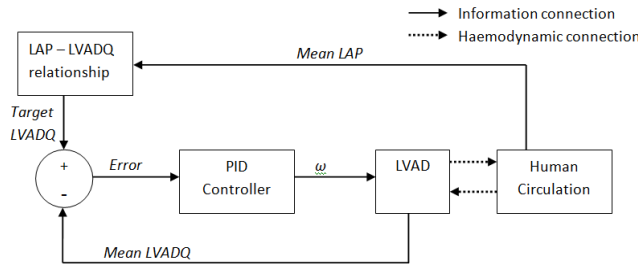 Information connection
Haemodynamic connection
LAP – LVADQ
relationship
Mean LAP
Target
LVADQ
+
-
Error
PID
Controller
ω
LVAD
Human
Circulation
Mean LVADQ